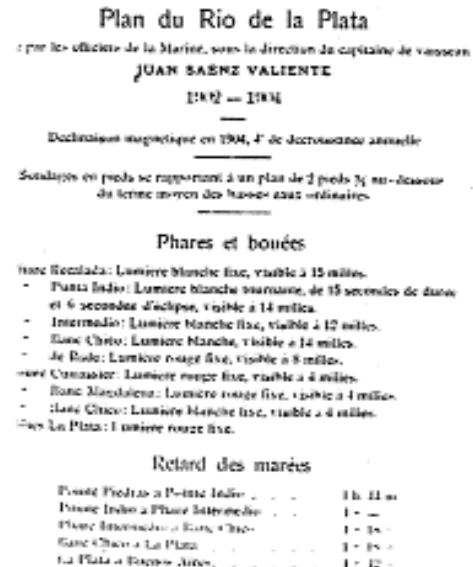 Plan du Rio de la Plata
par les officiers de la Marine, sous la direction du capitaine de vaisseau
JUAN SAÉNZ VALIENTE
1902 — 1904
Declinaison magnetique en 1904, 4' de decroissance annuelle
Sondages en pieds se rapportant à un plan de 2 pieds ½ au-dessous
du terme moyen des basses eaux ordinaires.
Phares et bouées
Recalada: Lumière blanche fixe, visible à 15 milles.
- Punta Indio: Lumière blanche tournante, de 15 secondes de durée
et 6 secondes d'éclipse, visible à 14 milles.
- Intermedio: Lumière blanche fixe, visible à 12 milles.
- Banc Chico: Lumière blanche, visible à 14 milles.
- de Rade: Lumière rouge fixe, visible à 8 milles.
Lumière rouge fixe, visible à 4 milles.
- Banc Magdalena: Lumière rouge fixe, visible à 4 milles.
- Banc Chico: Lumière blanche fixe, visible à 4 milles.
La Plata: Lumière rouge fixe.
Retard des marées
Pointe Piedras a Pointe Indio . . .
Pointe Indio a Phare Intermedio . . 1 - —
Phare Intermedio a Banc Chico
Banc Chico a La Plata
La Plata a Buenos Aires.